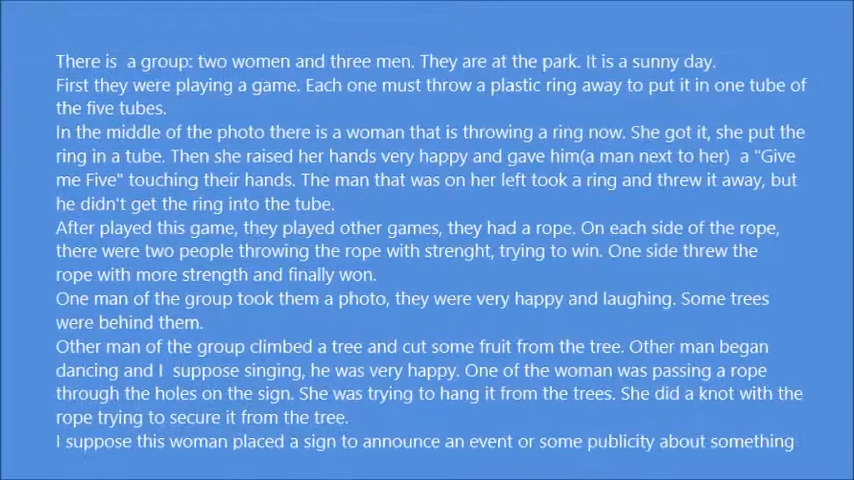 There is  a group: two women and three men. They are at the park. It is a sunny day.
First they were playing a game. Each one must throw a plastic ring away to put it in one tube of
the five tubes.
In the middle of the photo there is a woman that is throwing a ring now. She got it, she put the
ring in a tube. Then she raised her hands very happy and gave him(a man next to her)  a "Give
me Five" touching their hands. The man that was on her left took a ring and threw it away, but
he didn't get the ring into the tube.
After played this game, they played other games, they had a rope. On each side of the rope,
there were two people throwing the rope with strenght, trying to win. One side threw the
rope with more strength and finally won.
One man of the group took them a photo, they were very happy and laughing. Some trees
were behind them.
Other man of the group climbed a tree and cut some fruit from the tree. Other man began
dancing and I  suppose singing, he was very happy. One of the woman was passing a rope
through the holes on the sign. She was trying to hang it from the trees. She did a knot with the
rope trying to secure it from the tree.
I suppose this woman placed a sign to announce an event or some publicity about something